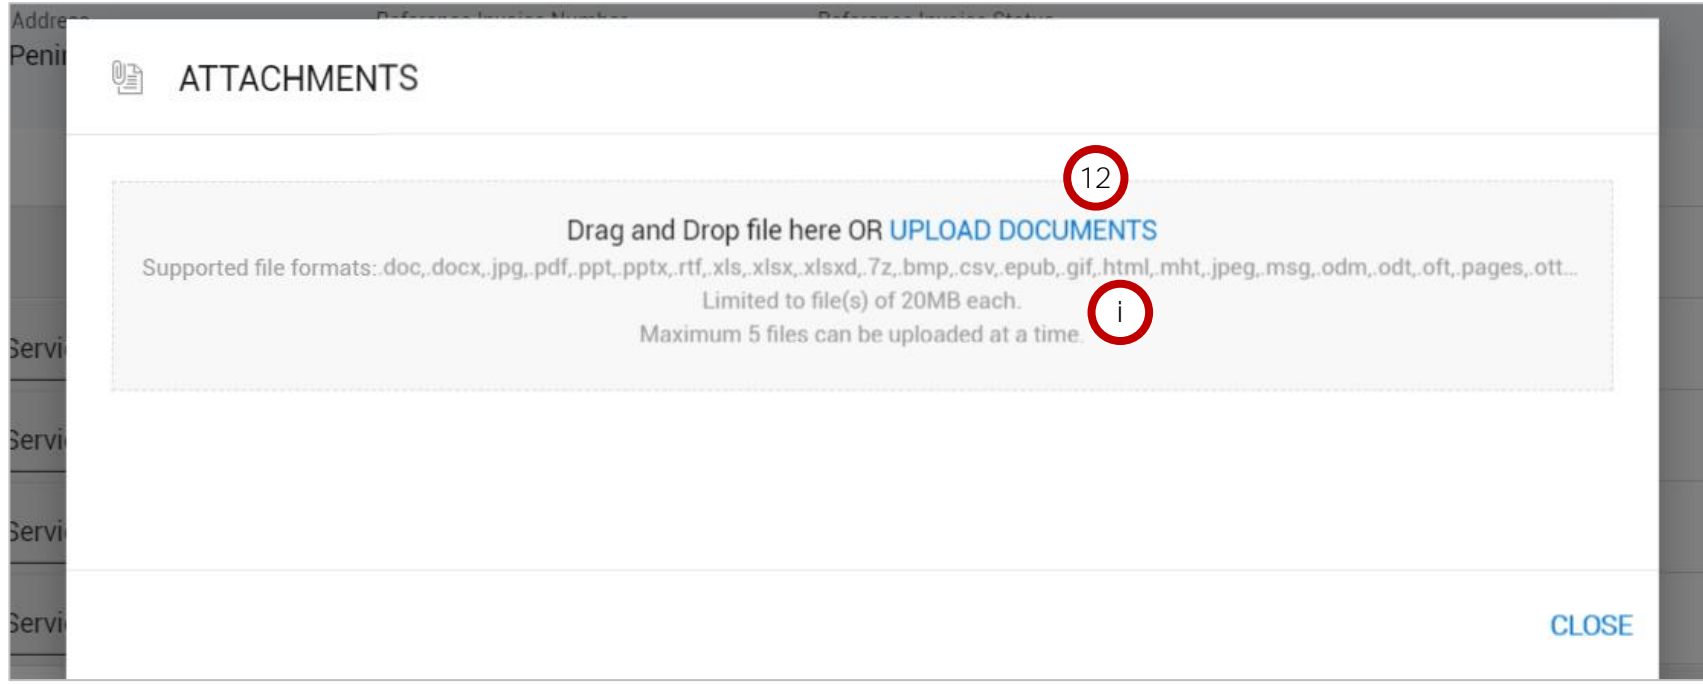 Address
ATTACHMENTS
12
Drag and Drop file here OR UPLOAD DOCUMENTS
Supported file formats:.doc,.docx,.jpg,.pdf,.ppt,.pptx,.rtf,.xls,.xlsx,.xlsxd,.7z,.bmp,.csv,.epub,.gif,.html,.mht,.jpeg,.msg,.odm,.odt,.oft,.pages,.ott...
Limited to file(s) of 20MB each.
i
Maximum 5 files can be uploaded at a time.
CLOSE